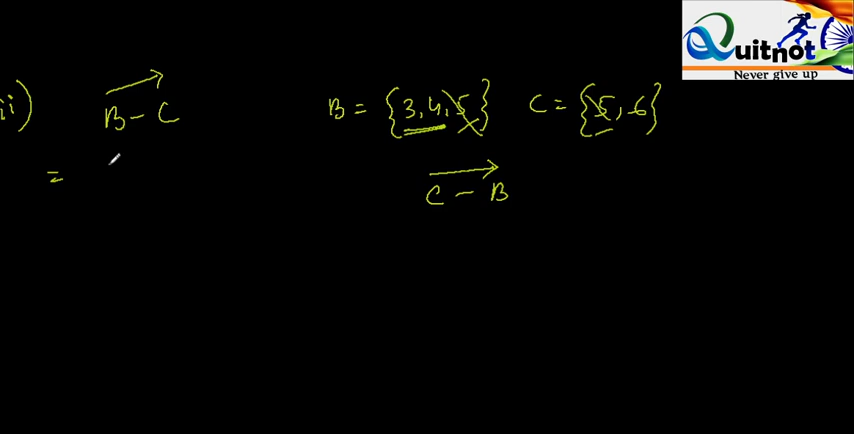 Quitnot
Never give up
ii) B - C B = {3, 4, 5} C = {5, 6}
=
C - B